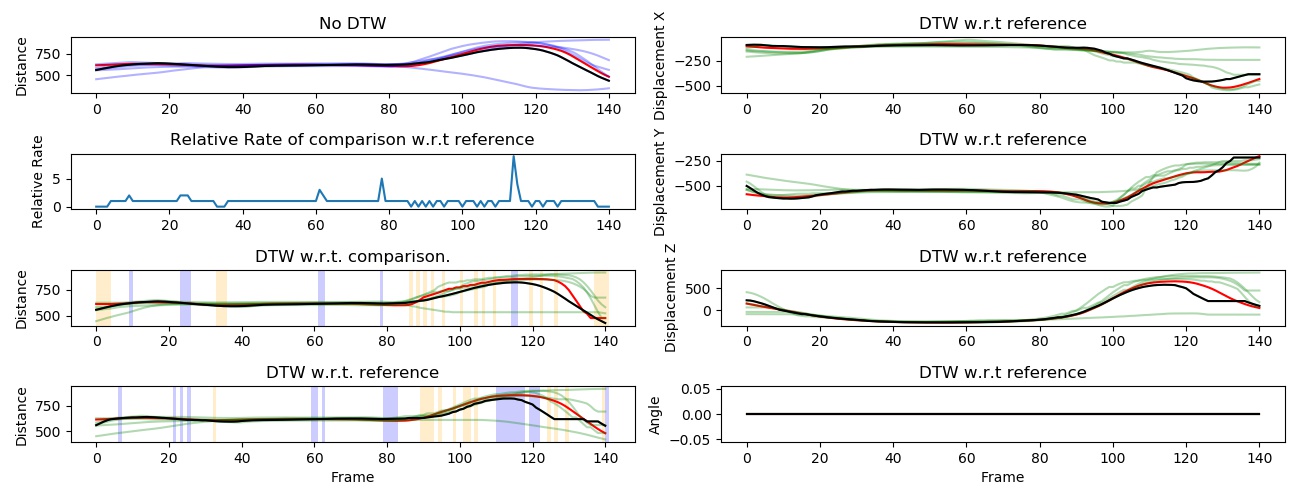 No DTW
Distance
750
500
0 20 40 60 80 100 120 140
Relative Rate of comparison w.r.t reference
Relative Rate
5
0
0 20 40 60 80 100 120 140
DTW w.r.t. comparison.
Distance
750
500
0 20 40 60 80 100 120 140
DTW w.r.t. reference
Distance
750
500
0 20 40 60 80 100 120 140
Frame
DTW w.r.t reference
Displacement X
−250
−500
0 20 40 60 80 100 120 140
DTW w.r.t reference
Displacement Y
−250
−500
0 20 40 60 80 100 120 140
DTW w.r.t reference
Displacement Z
500
0
0 20 40 60 80 100 120 140
DTW w.r.t reference
Angle
0.05
0.00
−0.05
0 20 40 60 80 100 120 140
Frame